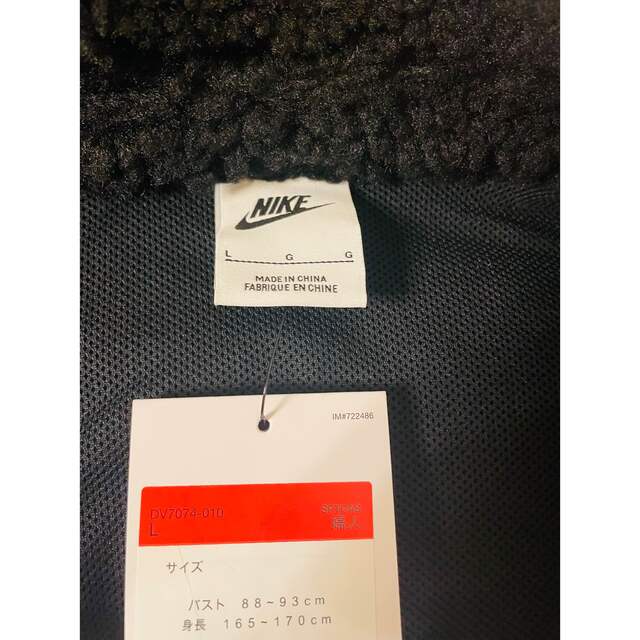 NIKE
L G G
MADE IN CHINA
FABRIQUE EN CHINE
IM#722486
DV7074-010
L 婦人
サイズ
バスト 88~93cm
身長 165~170cm